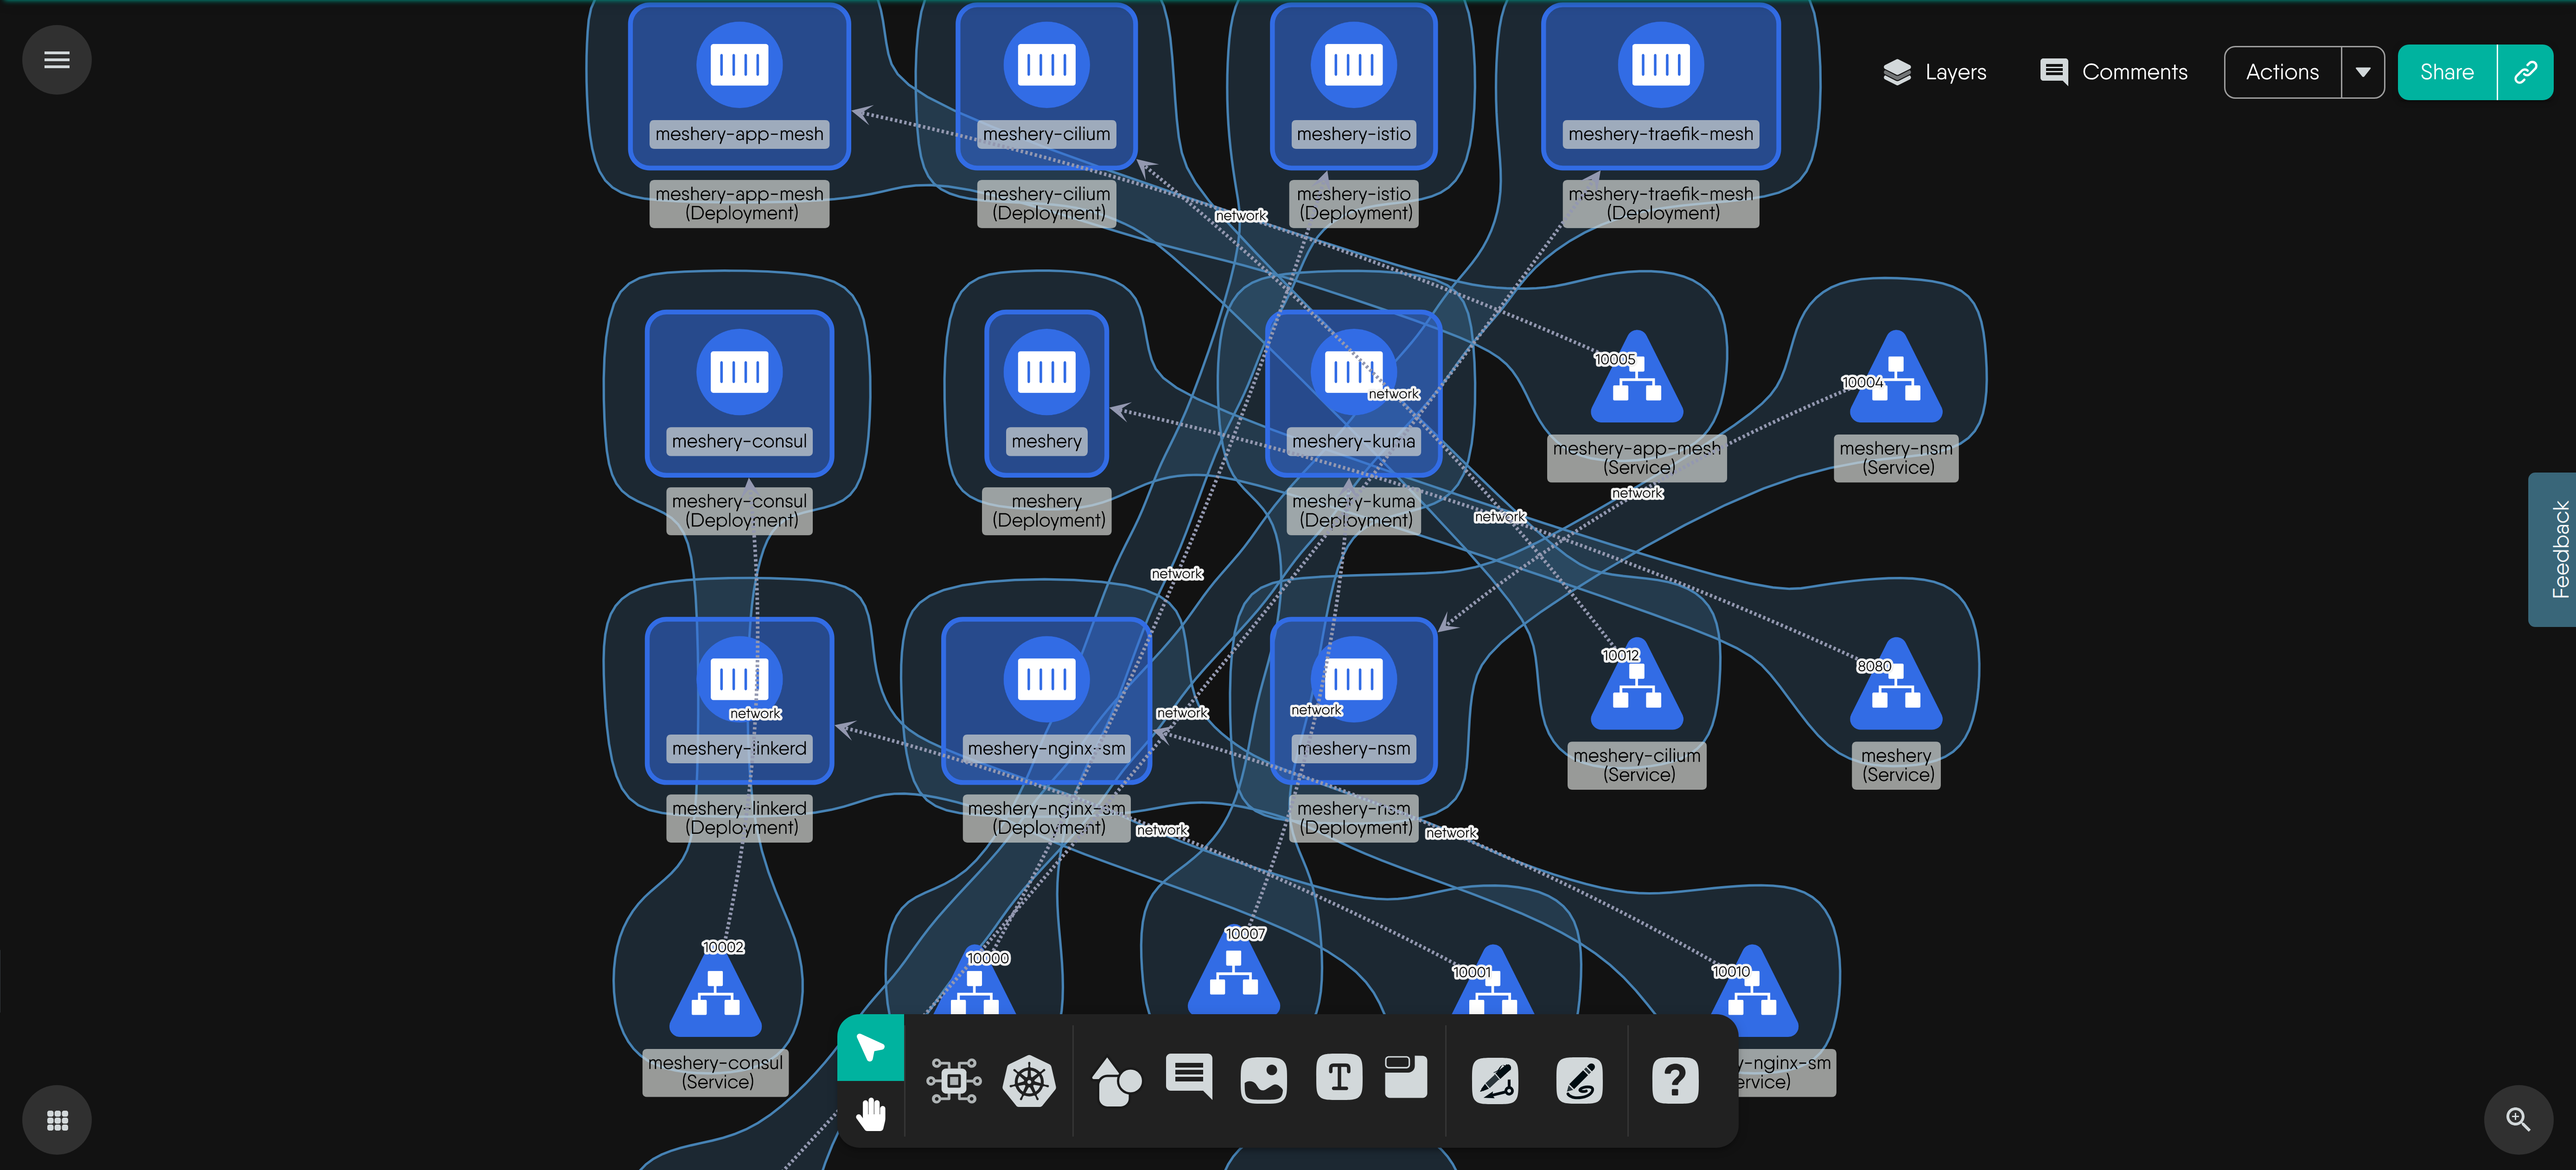 Layers
Comments
Actions
Share
meshery-app-mesh
meshery-cilium
meshery-istio
meshery-traefik-mesh
meshery-app-mesh
(Deployment)
meshery-cilium
(Deployment)
meshery-istio
(Deployment)
meshery-traefik-mesh
(Deployment)
network
10005
10004
network
meshery-consul
meshery
meshery-kuma
meshery-app-mesh
(Service)
meshery-nsm
(Service)
meshery-consul
(Deployment)
meshery
(Deployment)
meshery-kuma
(Deployment)
network
network
Feedback
network
10012
8080
network
network
network
meshery-linkerd
meshery-nginx-sm
meshery-nsm
meshery-cilium
(Service)
meshery
(Service)
meshery-linkerd
(Deployment)
meshery-nginx-sm
(Deployment)
meshery-nsm
(Deployment)
network
network
10002
10000
10007
10001
10010
meshery-consul
(Service)
y-nginx-sm
ervice)
T
?